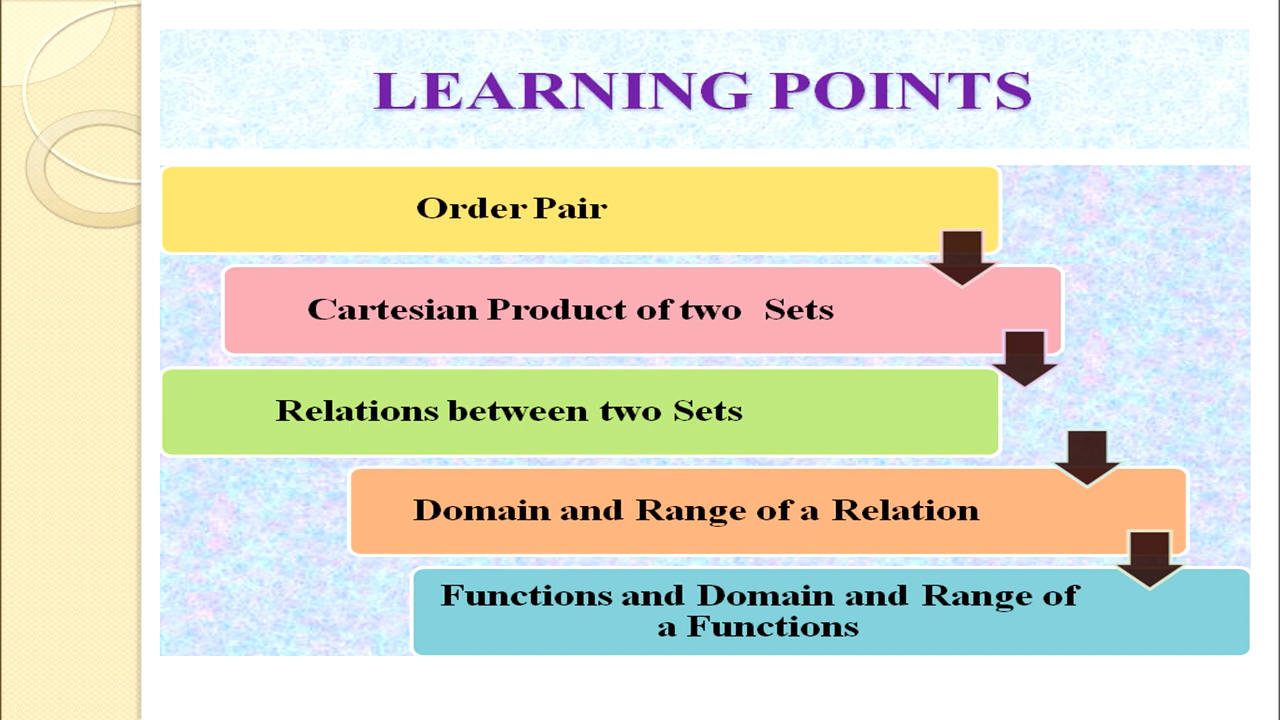 LEARNING POINTS
Order Pair
Cartesian Product of two  Sets
Relations between two Sets
Domain and Range of a Relation
Functions and Domain and Range of
a Functions